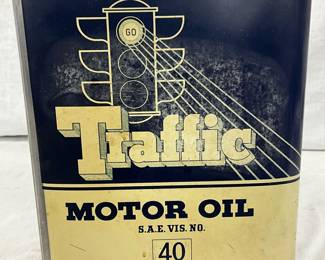 GO
Traffic
MOTOR OIL
S.A.E. VIS. NO.
40